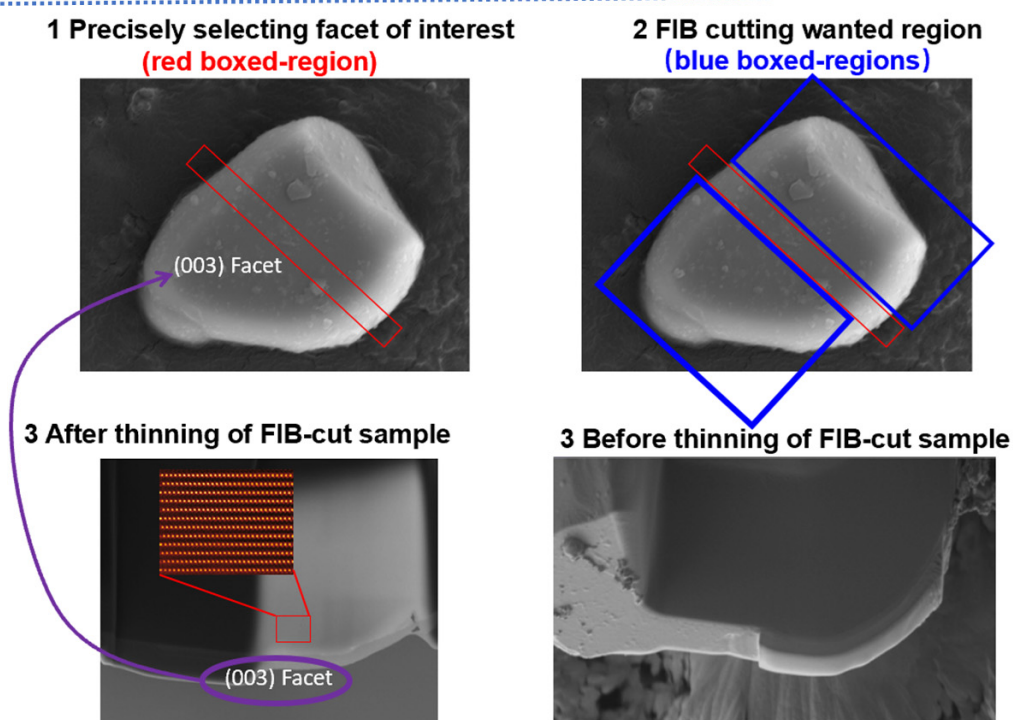 1 Precisely selecting facet of interest
(red boxed-region)
2 FIB cutting wanted region
(blue boxed-regions)
(003) Facet
3 After thinning of FIB-cut sample
3 Before thinning of FIB-cut sample
(003) Facet